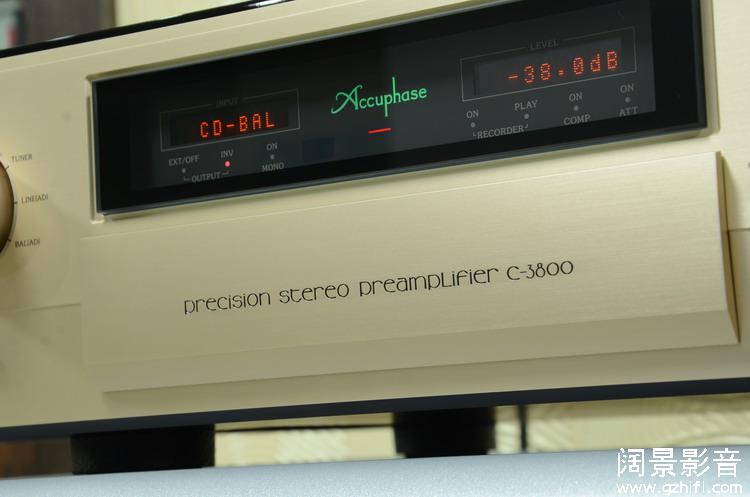 INPUT
CD-BAL
EXT/OFF INV ON
OUTPUT MONO
Accuphase
LEVEL
-38.0dB
ON PLAY ON ON
RECORDER COMP ATT
TUNER
LINE(AD)
BAL(AD)
precision stereo preamplifier C-3800
阔景影音
www.gzhifi.com